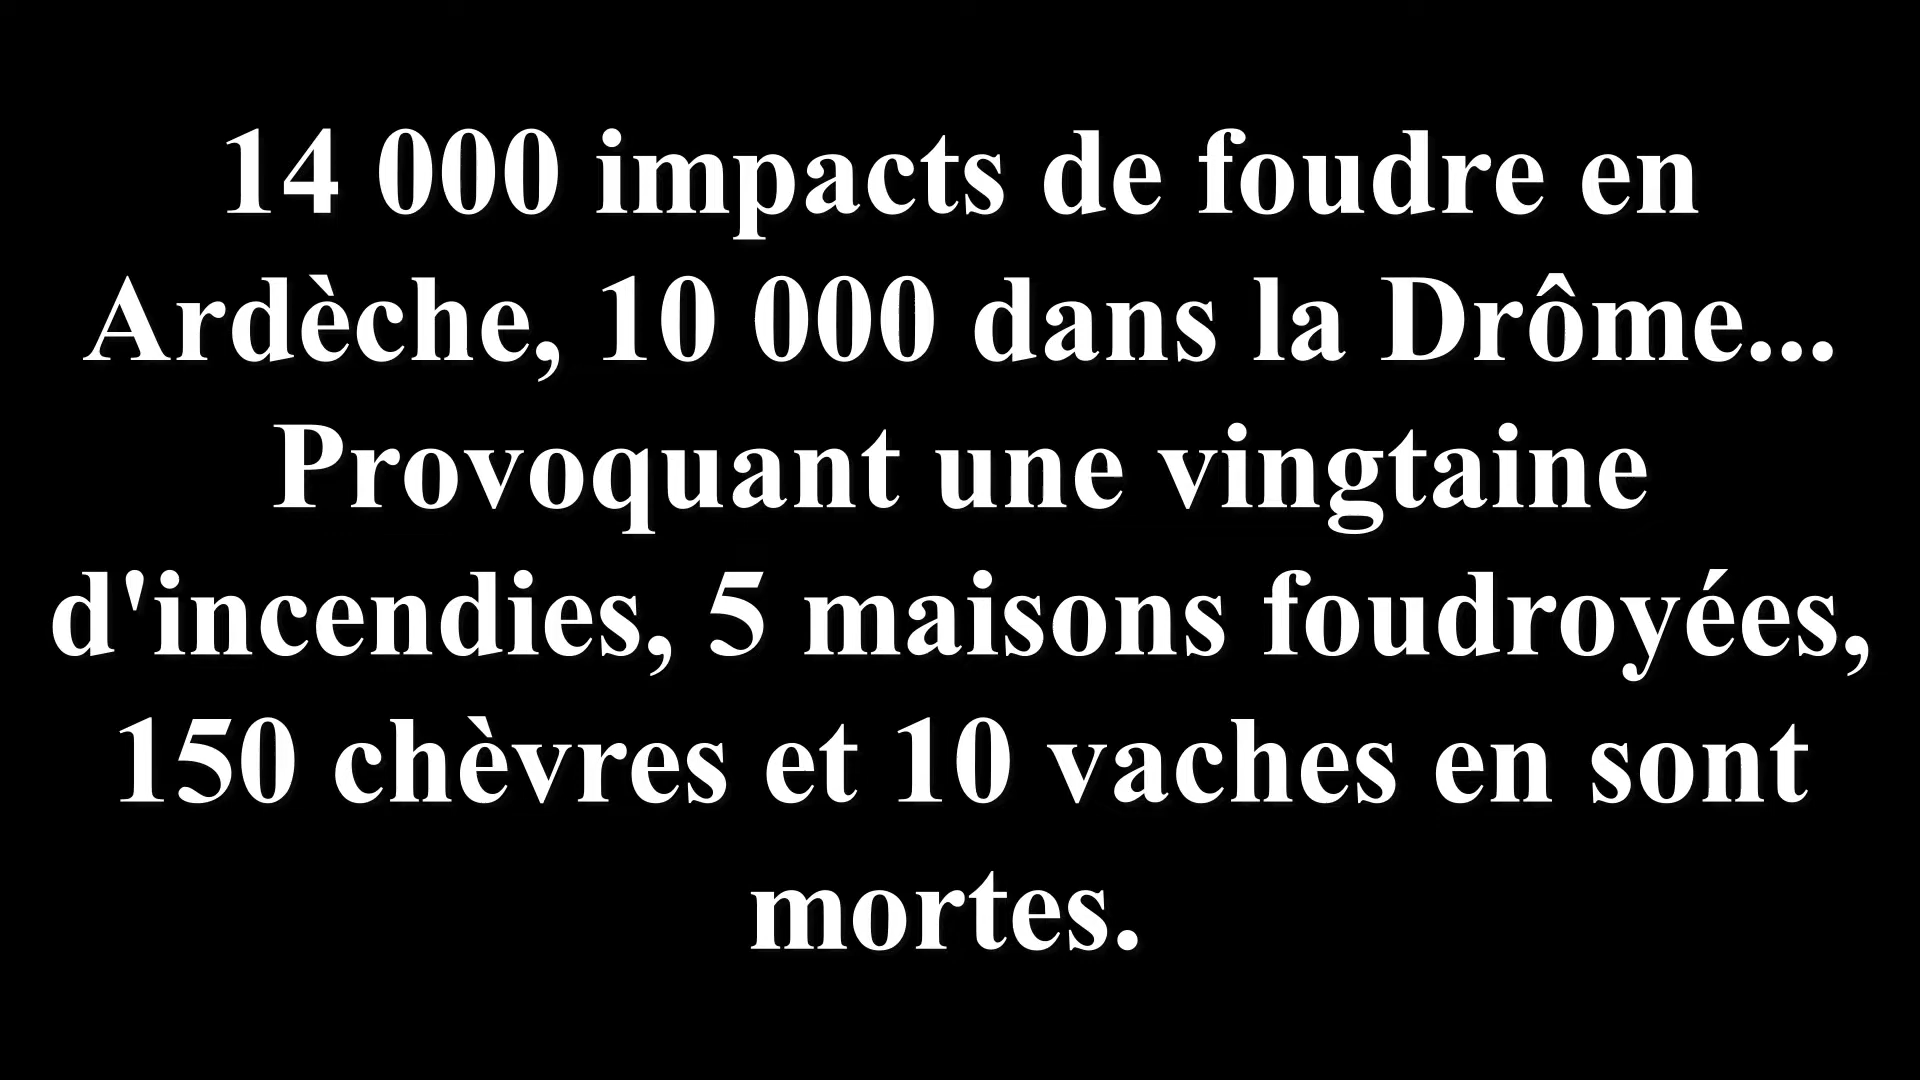 14 000 impacts de foudre en
Ardèche, 10 000 dans la Drôme...
Provoquant une vingtaine
d'incendies, 5 maisons foudroyées,
150 chèvres et 10 vaches en sont
mortes.